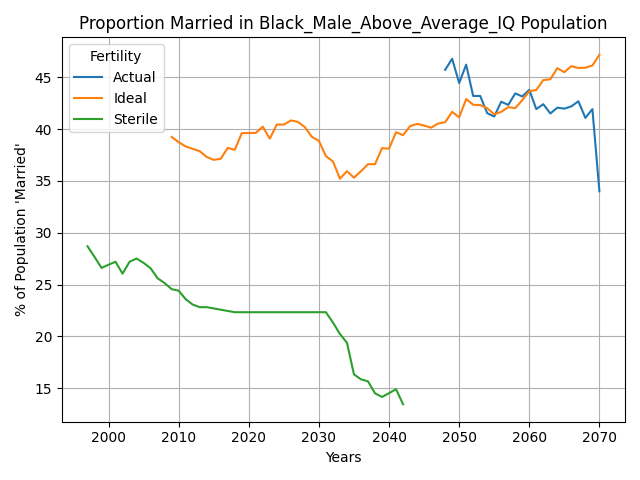 Proportion Married in Black_Male_Above_Average_IQ Population
Fertility
Actual
Ideal
Sterile
% of Population 'Married'
45
40
35
30
25
20
15
2000 2010 2020 2030 2040 2050 2060 2070
Years